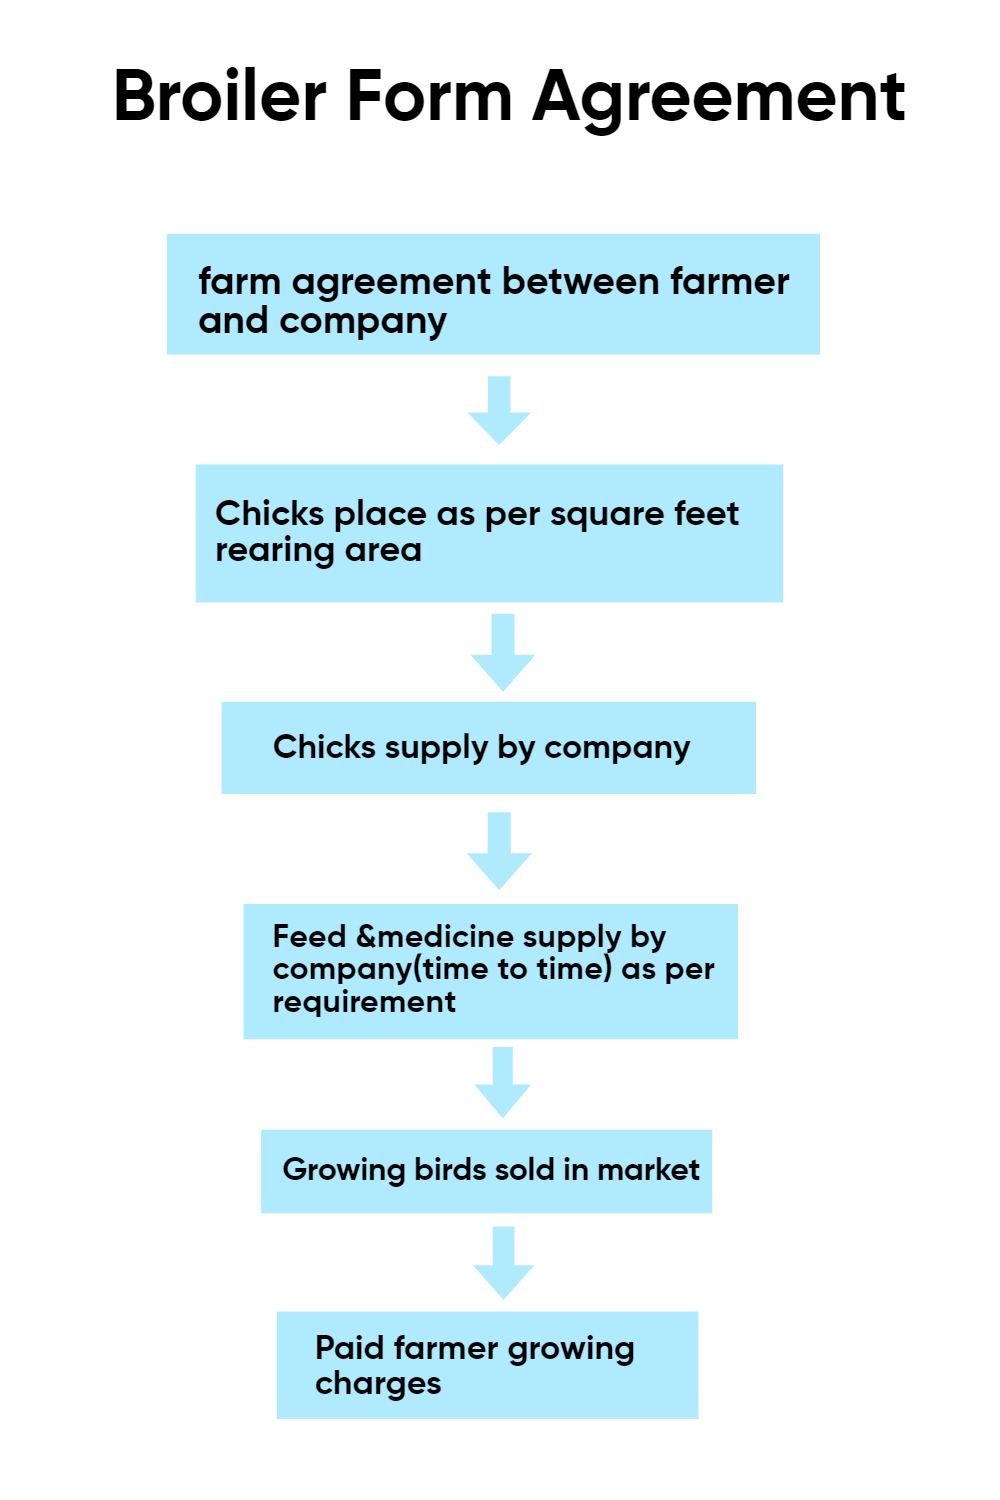 Broiler Form Agreement
farm agreement between farmer
and company
Chicks place as per square feet
rearing area
Chicks supply by company
Feed &medicine supply by
company(time to time) as per
requirement
Growing birds sold in market
Paid farmer growing
charges